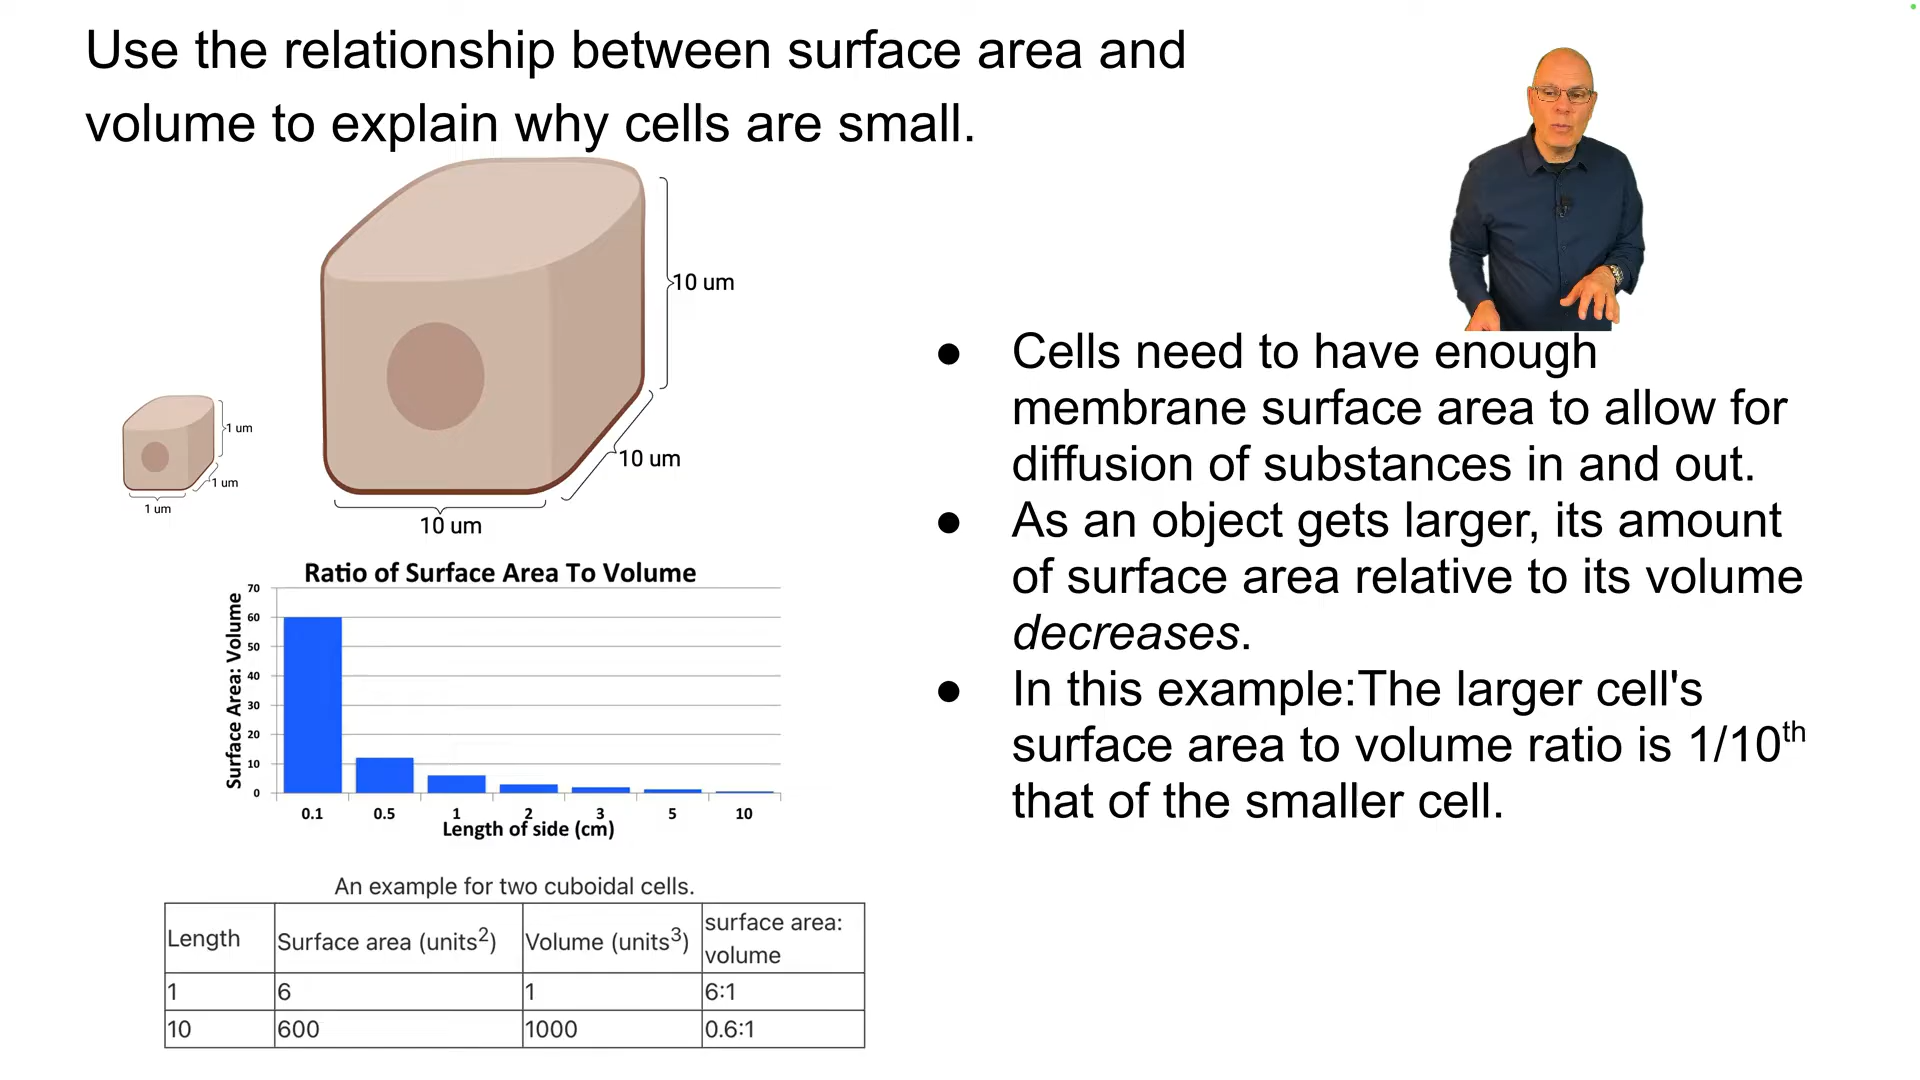 Use the relationship between surface area and
volume to explain why cells are small.
10 um
10 um
10 um
1 um
1 um
1 um
Ratio of Surface Area To Volume
Surface Area: Volume
70
60
50
40
30
20
10
0
0.1 0.5 1 2 3 5 10
Length of side (cm)
An example for two cuboidal cells.
Length Surface area (units²) Volume (units³) surface area:
volume
1 6 1 6:1
10 600 1000 0.6:1
● Cells need to have enough
membrane surface area to allow for
diffusion of substances in and out.
● As an object gets larger, its amount
of surface area relative to its volume
decreases.
● In this example:The larger cell's
surface area to volume ratio is 1/10th
that of the smaller cell.